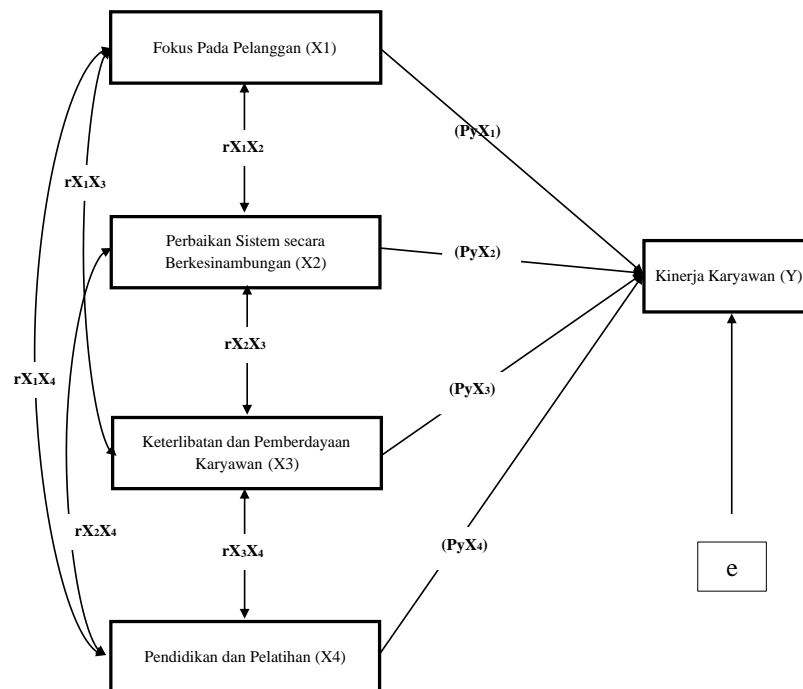 Fokus Pada Pelanggan (X1)
(PyX₁)
rX₁X₂
rX₁X₃
Perbaikan Sistem secara
Berkesinambungan (X2)
(PyX₂)
Kinerja Karyawan (Y)
rX₂X₃
rX₁X₄
(PyX₃)
Keterlibatan dan Pemberdayaan
Karyawan (X3)
rX₂X₄
rX₃X₄
(PyX₄)
e
Pendidikan dan Pelatihan (X4)